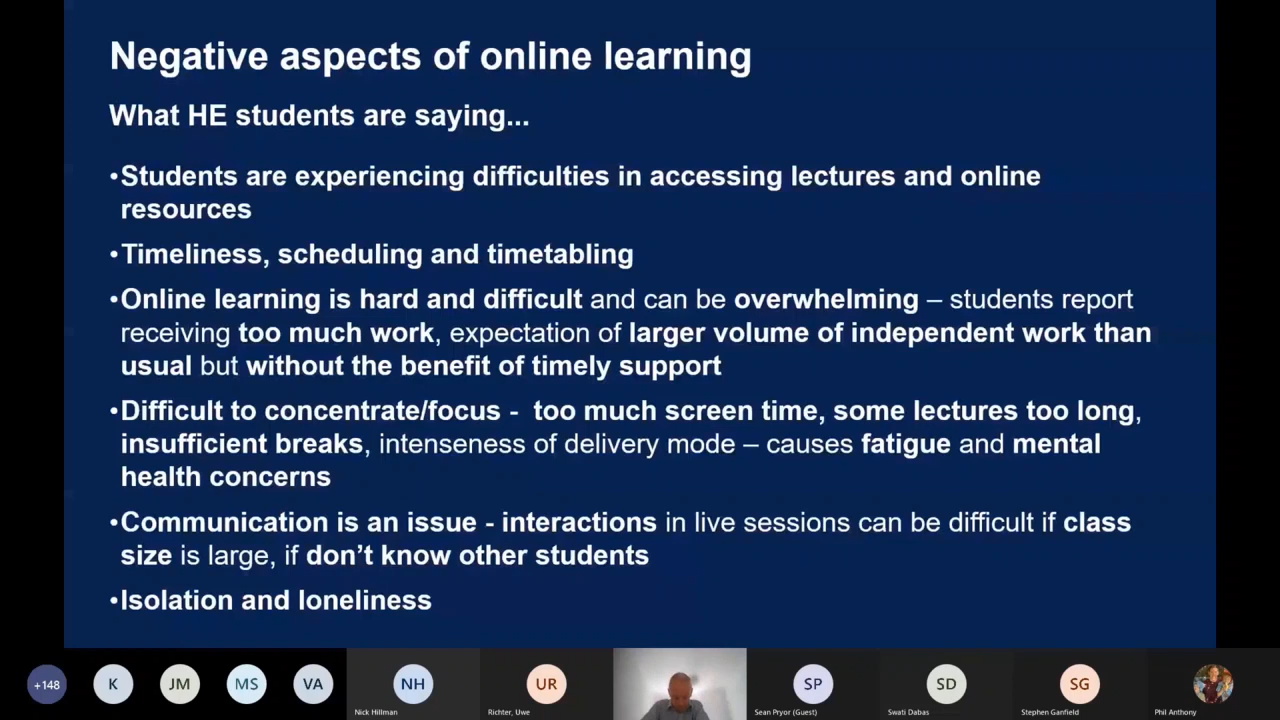 Negative aspects of online learning
What HE students are saying...
•Students are experiencing difficulties in accessing lectures and online
resources
•Timeliness, scheduling and timetabling
•Online learning is hard and difficult and can be overwhelming – students report
receiving too much work, expectation of larger volume of independent work than
usual but without the benefit of timely support
•Difficult to concentrate/focus -  too much screen time, some lectures too long,
insufficient breaks, intenseness of delivery mode – causes fatigue and mental
health concerns
•Communication is an issue - interactions in live sessions can be difficult if class
size is large, if don’t know other students
•Isolation and loneliness
+148 K JM MS VA NH UR SP SD SG
Nick Hillman Richter, Uwe Sean Pryor (Guest) Swati Dabas Stephen Ganfield Phil Anthony